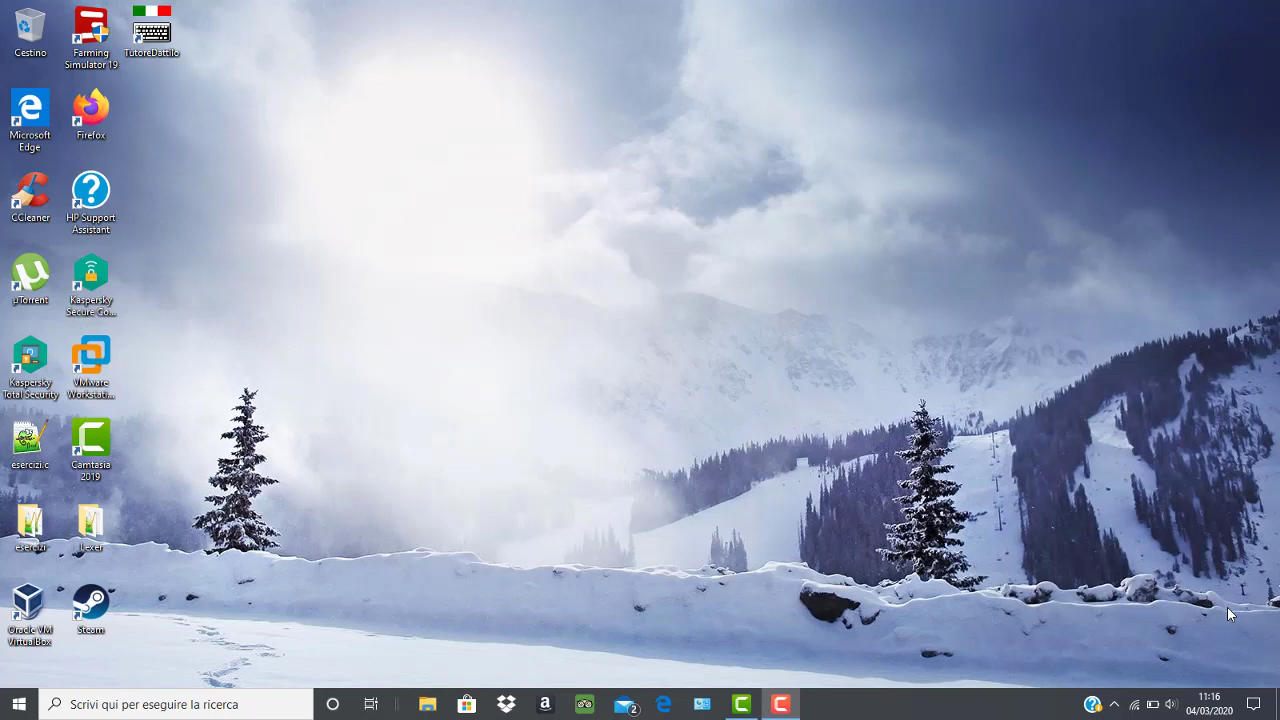 Cestino
Farming
Simulator 19
TutoreDattilo
Microsoft
Edge
Firefox
CCleaner
HP Support
Assistant
µTorrent
Kaspersky
Secure Co...
Kaspersky
Total Security
VMware
Workstati...
esercizi.c
Camtasia
2019
esercizi
Oracle VM
VirtualBox
Steam
Scrivi qui per eseguire la ricerca
2
11:16
04/03/2020